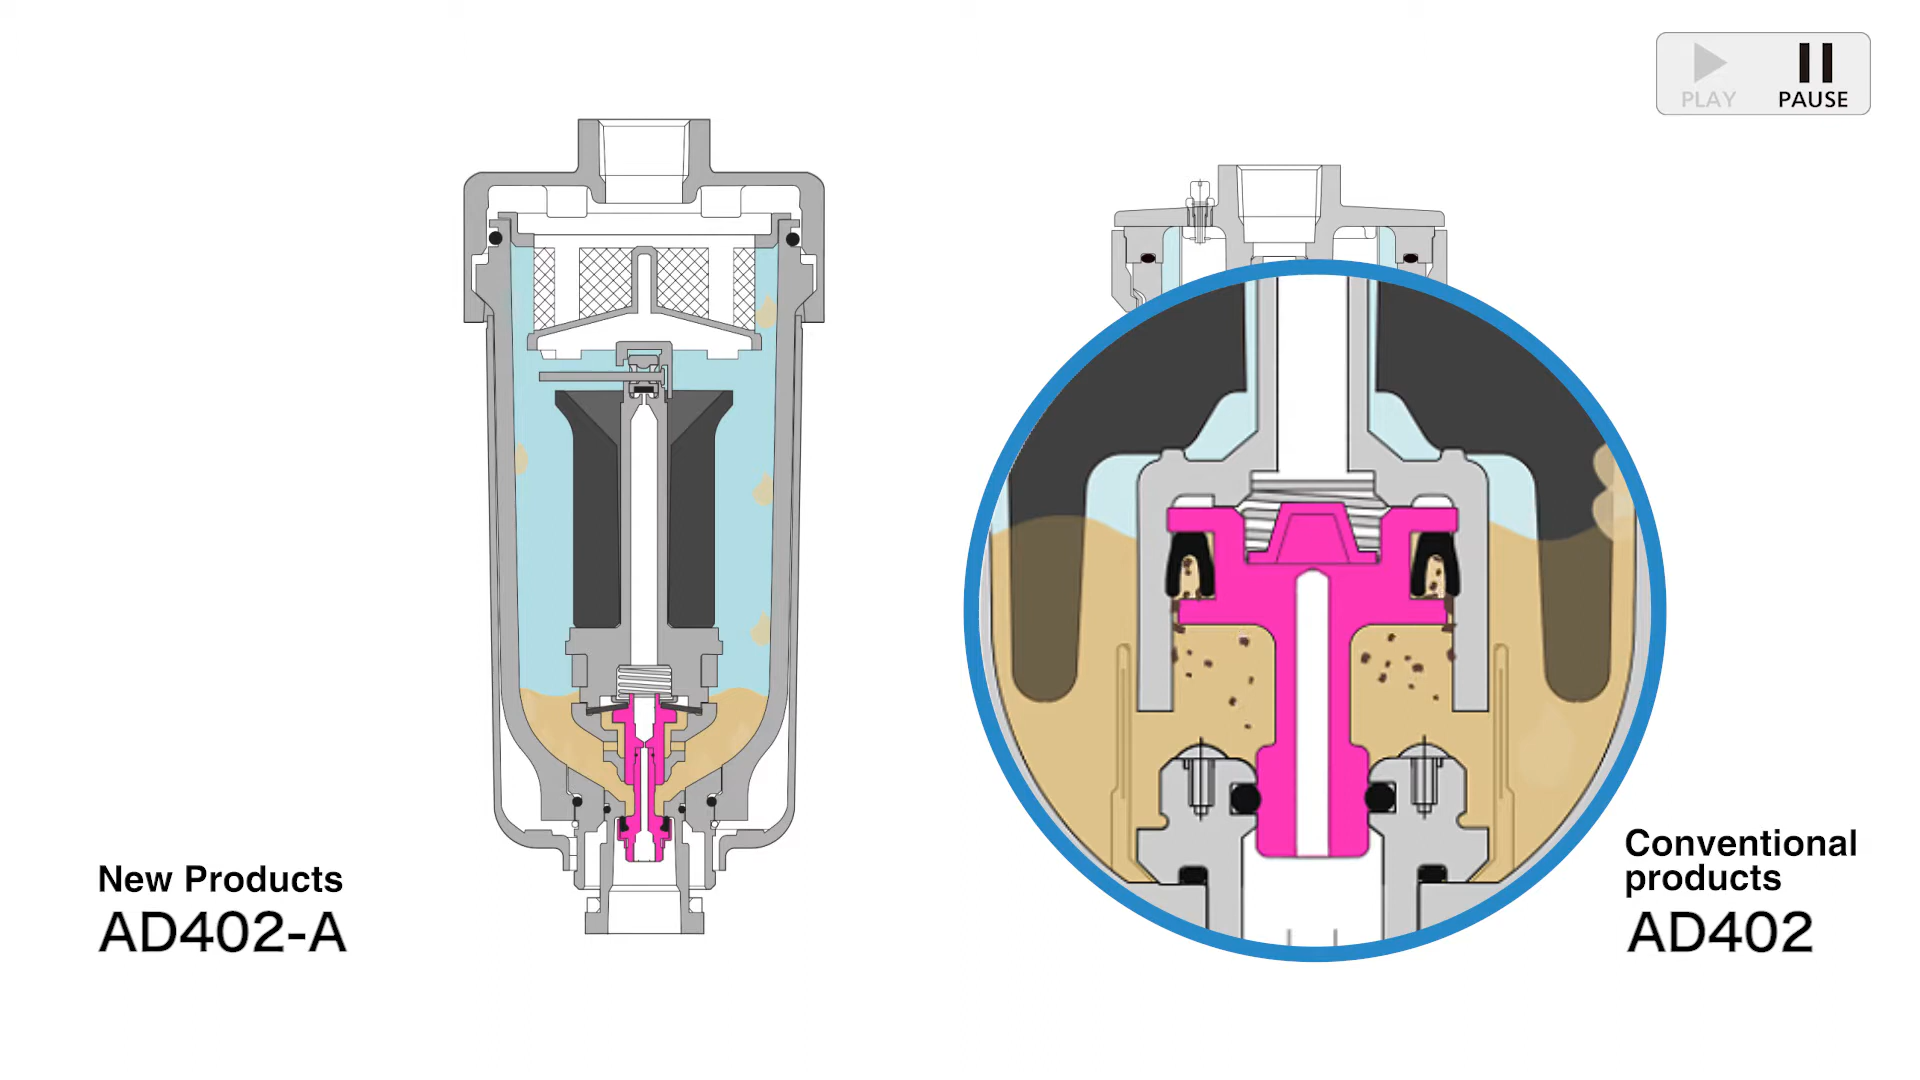 PLAY PAUSE
New Products
AD402-A
Conventional
products
AD402